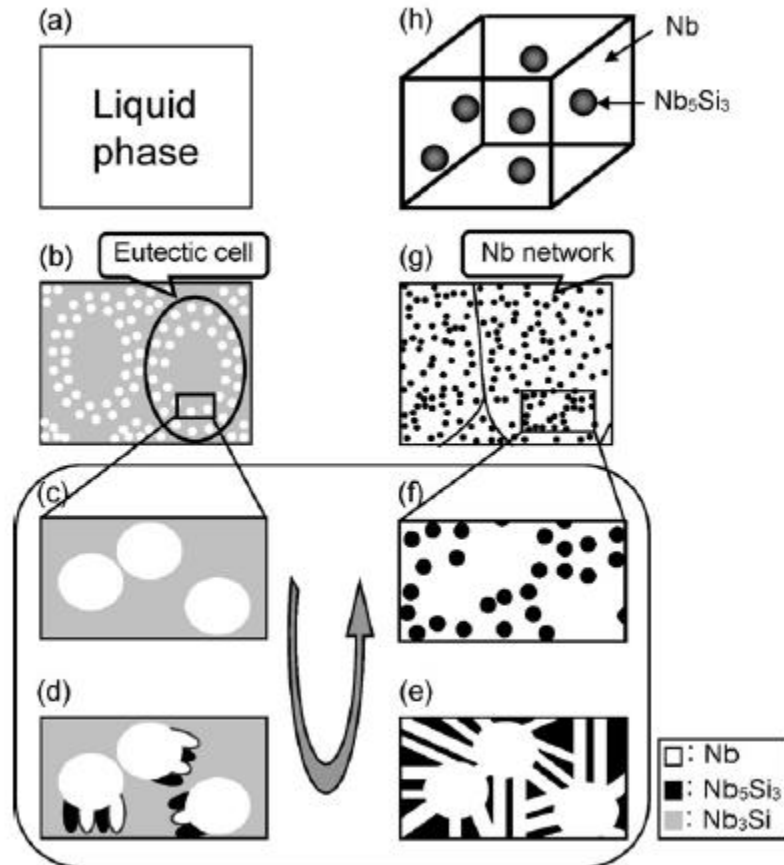 (a)
Liquid
phase
(h)
Nb
Nb₅Si₃
(b)
Eutectic cell
(g)
Nb network
(c)
(f)
(d)
(e)
: Nb
: Nb₅Si₃
: Nb₃Si